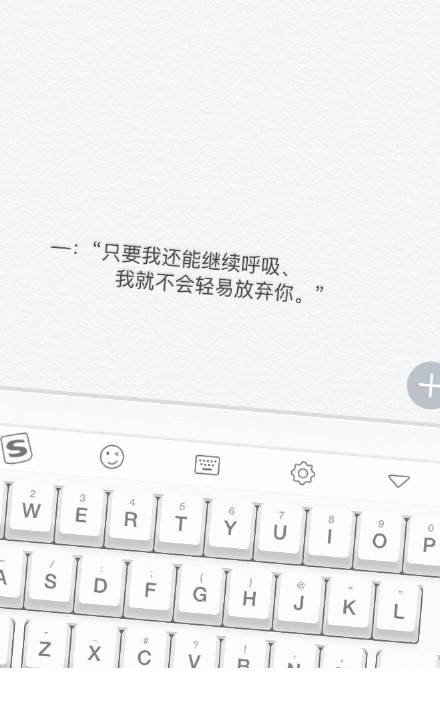 一：“只要我还能继续呼吸、
我就不会轻易放弃你。”
S
2 3 4 5 6 7 8 9 0
W E R T Y U I O P
/ : ; ( ) @ “ ”
A S D F G H J K L
- _ # ? !
Z X C V B N